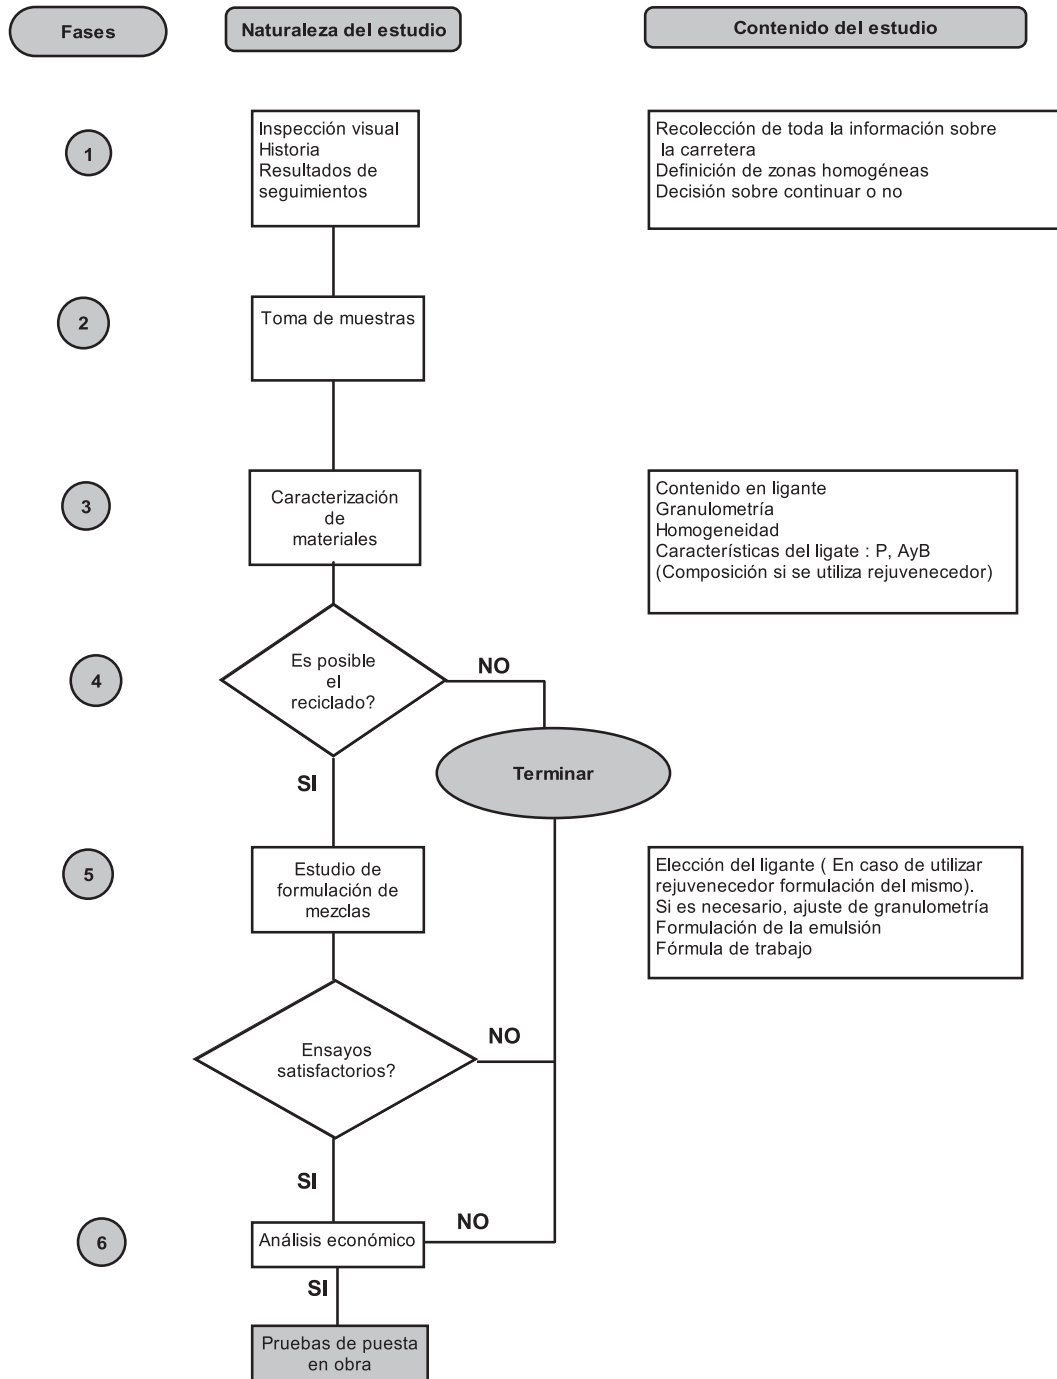 Fases
Naturaleza del estudio
Contenido del estudio
1
Inspección visual
Historia
Resultados de
seguimientos
Recolección de toda la información sobre
la carretera
Definición de zonas homogéneas
Decisión sobre continuar o no
2
Toma de muestras
3
Caracterización
de
materiales
Contenido en ligante
Granulometría
Homogeneidad
Características del ligate : P, AyB
(Composición si se utiliza rejuvenecedor)
4
Es posible
el
reciclado?
NO
Terminar
SI
5
Estudio de
formulación de
mezclas
Elección del ligante ( En caso de utilizar
rejuvenecedor formulación del mismo).
Si es necesario, ajuste de granulometría
Formulación de la emulsión
Fórmula de trabajo
Ensayos
satisfactorios?
NO
SI
6
Análisis económico
NO
SI
Pruebas de puesta
en obra